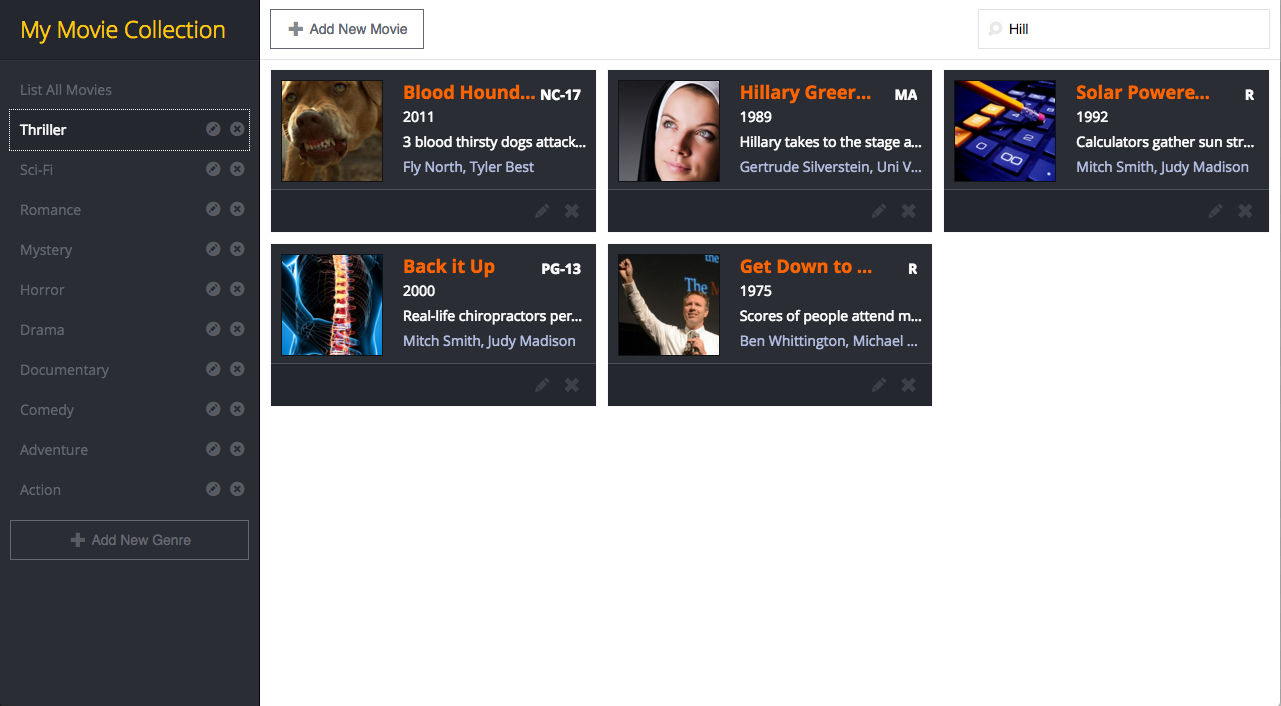 My Movie Collection
List All Movies
Thriller
Sci-Fi
Romance
Mystery
Horror
Drama
Documentary
Comedy
Adventure
Action
Add New Genre
Add New Movie
Hill
Blood Hound... NC-17
2011
3 blood thirsty dogs attack...
Fly North, Tyler Best
Hillary Greer... MA
1989
Hillary takes to the stage a...
Gertrude Silverstein, Uni V...
Solar Powere... R
1992
Calculators gather sun str...
Mitch Smith, Judy Madison
Back it Up PG-13
2000
Real-life chiropractors per...
Mitch Smith, Judy Madison
Get Down to ... R
1975
Scores of people attend m...
Ben Whittington, Michael ...